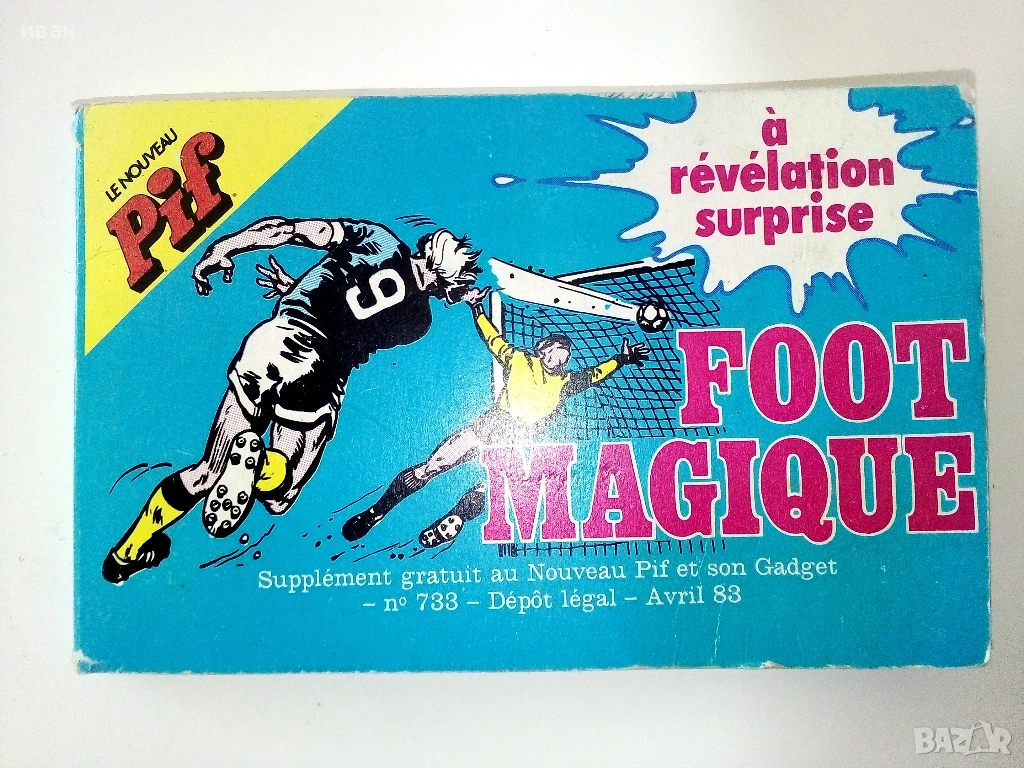 иван
LE NOUVEAU
Pif
à
révélation
surprise
9
FOOT
MAGIQUE
Supplément gratuit au Nouveau Pif et son Gadget
– nº 733 – Dépôt légal – Avril 83
BAZAR